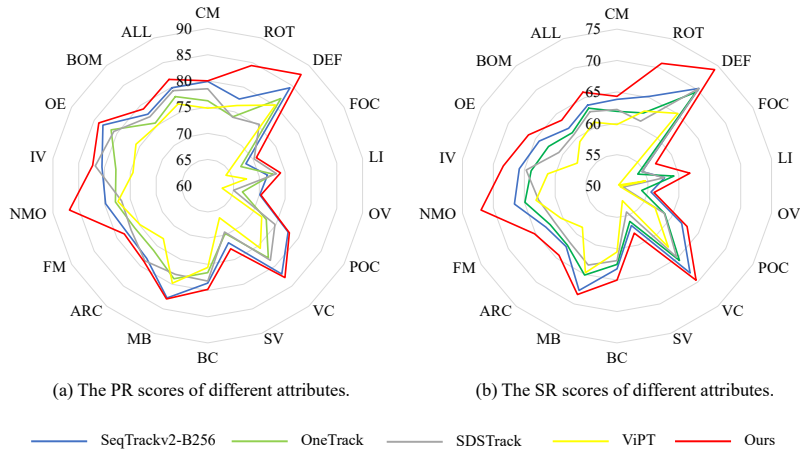 CM
ROT
DEF
FOC
LI
OV
POC
VC
SV
BC
MB
ARC
FM
NMO
IV
OE
BOM
ALL
90
85
80
75
70
65
60
CM
ROT
DEF
FOC
LI
OV
POC
VC
SV
BC
MB
ARC
FM
NMO
IV
OE
BOM
ALL
75
70
65
60
55
50
(a) The PR scores of different attributes.
(b) The SR scores of different attributes.
SeqTrackv2-B256 OneTrack SDSTrack ViPT Ours